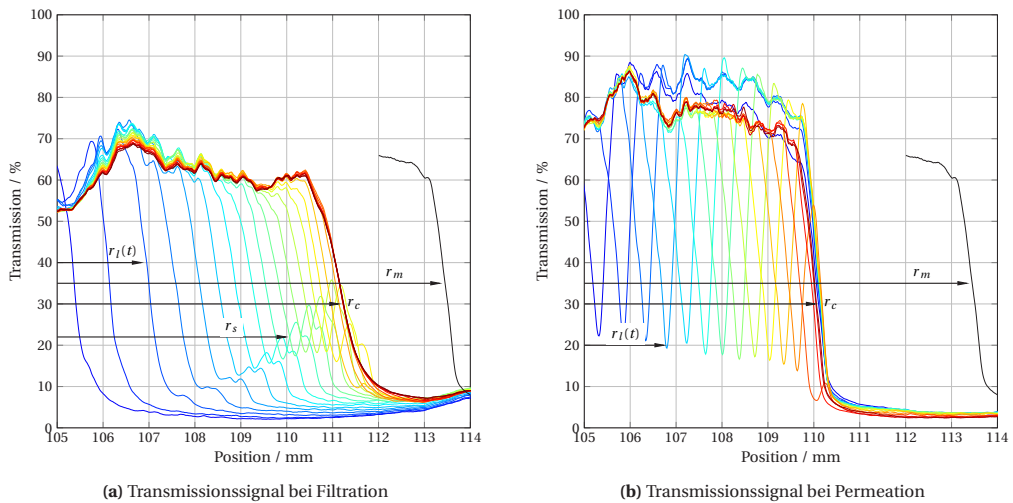 100
90
80
70
60
50
40
30
20
10
0
Transmission / %
r_l(t)
r_m
r_c
r_s
105 106 107 108 109 110 111 112 113 114
Position / mm
(a) Transmissionssignal bei Filtration
100
90
80
70
60
50
40
30
20
10
0
Transmission / %
r_m
r_c
r_l(t)
105 106 107 108 109 110 111 112 113 114
Position / mm
(b) Transmissionssignal bei Permeation